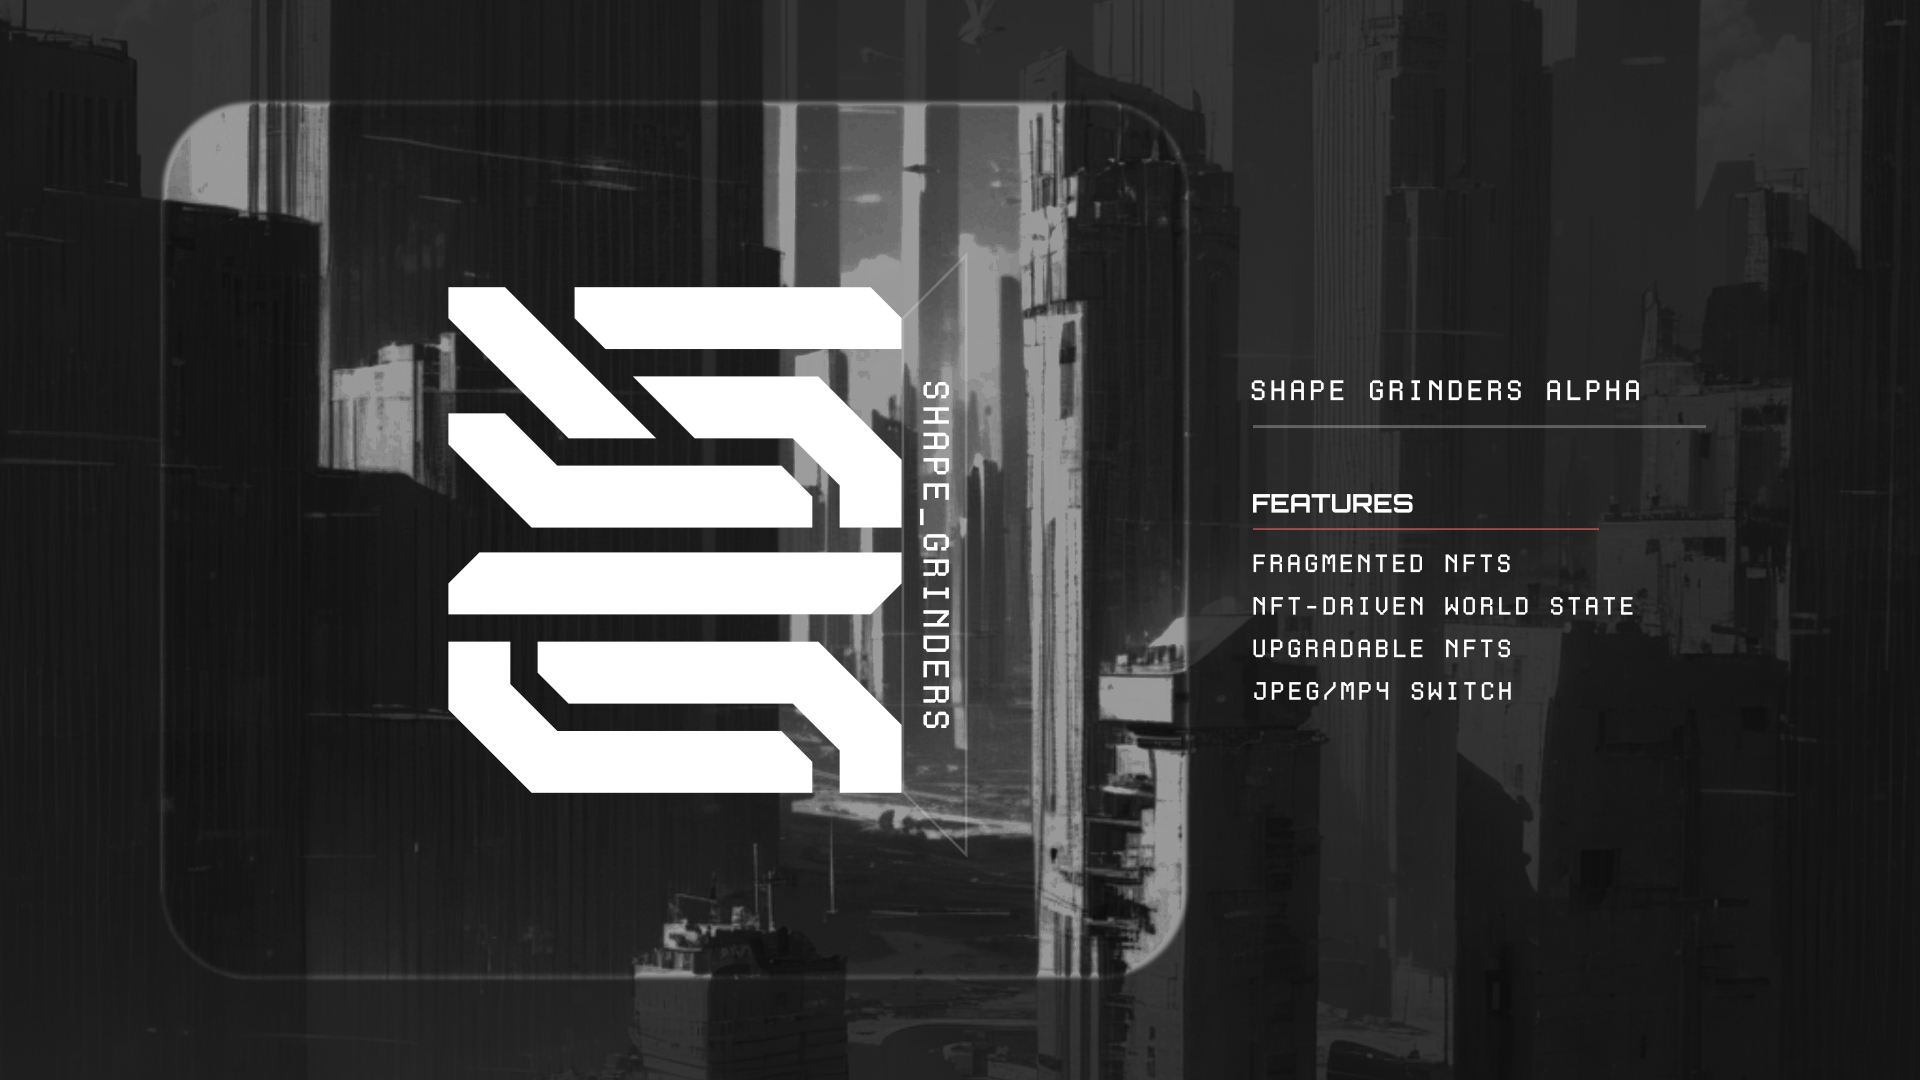 SHAPE_GRINDERS
SHAPE GRINDERS ALPHA
FEATURES
FRAGMENTED NFTS
NFT-DRIVEN WORLD STATE
UPGRADABLE NFTS
JPEG/MP4 SWITCH